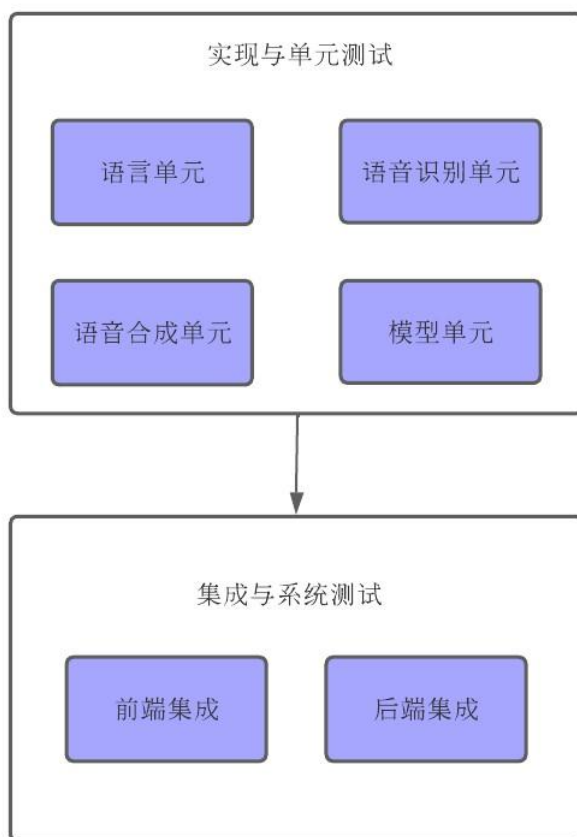 实现与单元测试
语言单元
语音识别单元
语音合成单元
模型单元
集成与系统测试
前端集成
后端集成